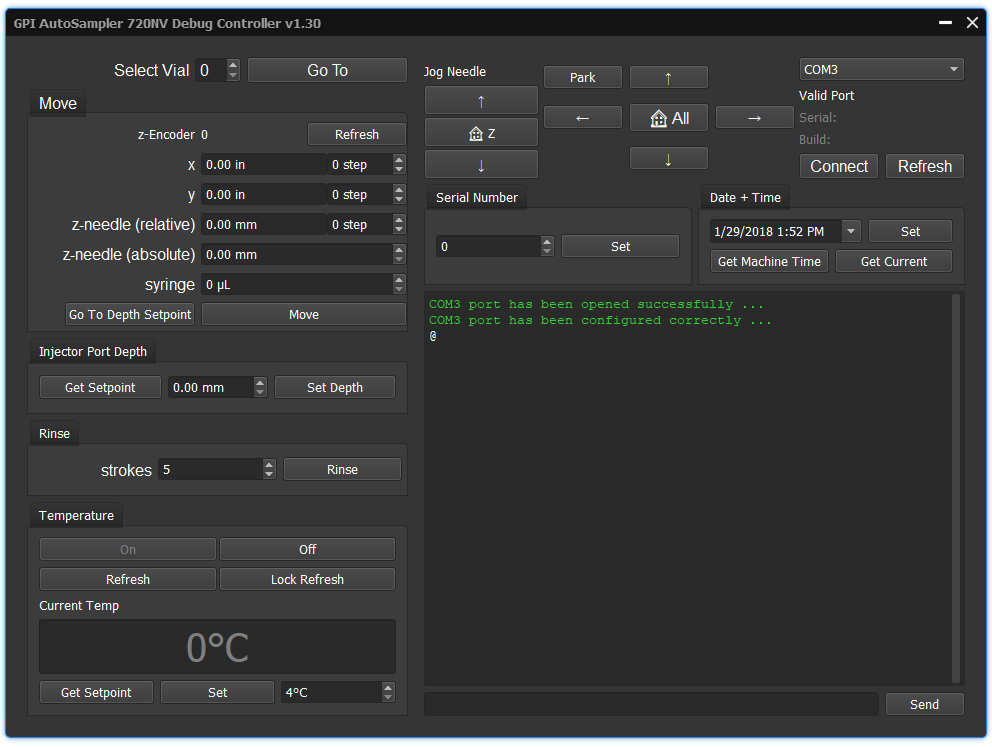 GPI AutoSampler 720NV Debug Controller v1.30
Select Vial 0 Go To
Move
z-Encoder 0 Refresh
x 0.00 in 0 step
y 0.00 in 0 step
z-needle (relative) 0.00 mm 0 step
z-needle (absolute) 0.00 mm
syringe 0 µL
Go To Depth Setpoint Move
Injector Port Depth
Get Setpoint 0.00 mm Set Depth
Rinse
strokes 5 Rinse
Temperature
On Off
Refresh Lock Refresh
Current Temp
0°C
Get Setpoint Set 4°C
Jog Needle
↑
Z
↓
Park ↑
← All →
↓
COM3
Valid Port
Serial:
Build:
Connect Refresh
Serial Number
0 Set
Date + Time
1/29/2018 1:52 PM Set
Get Machine Time Get Current
COM3 port has been opened successfully ...
COM3 port has been configured correctly ...
@
Send